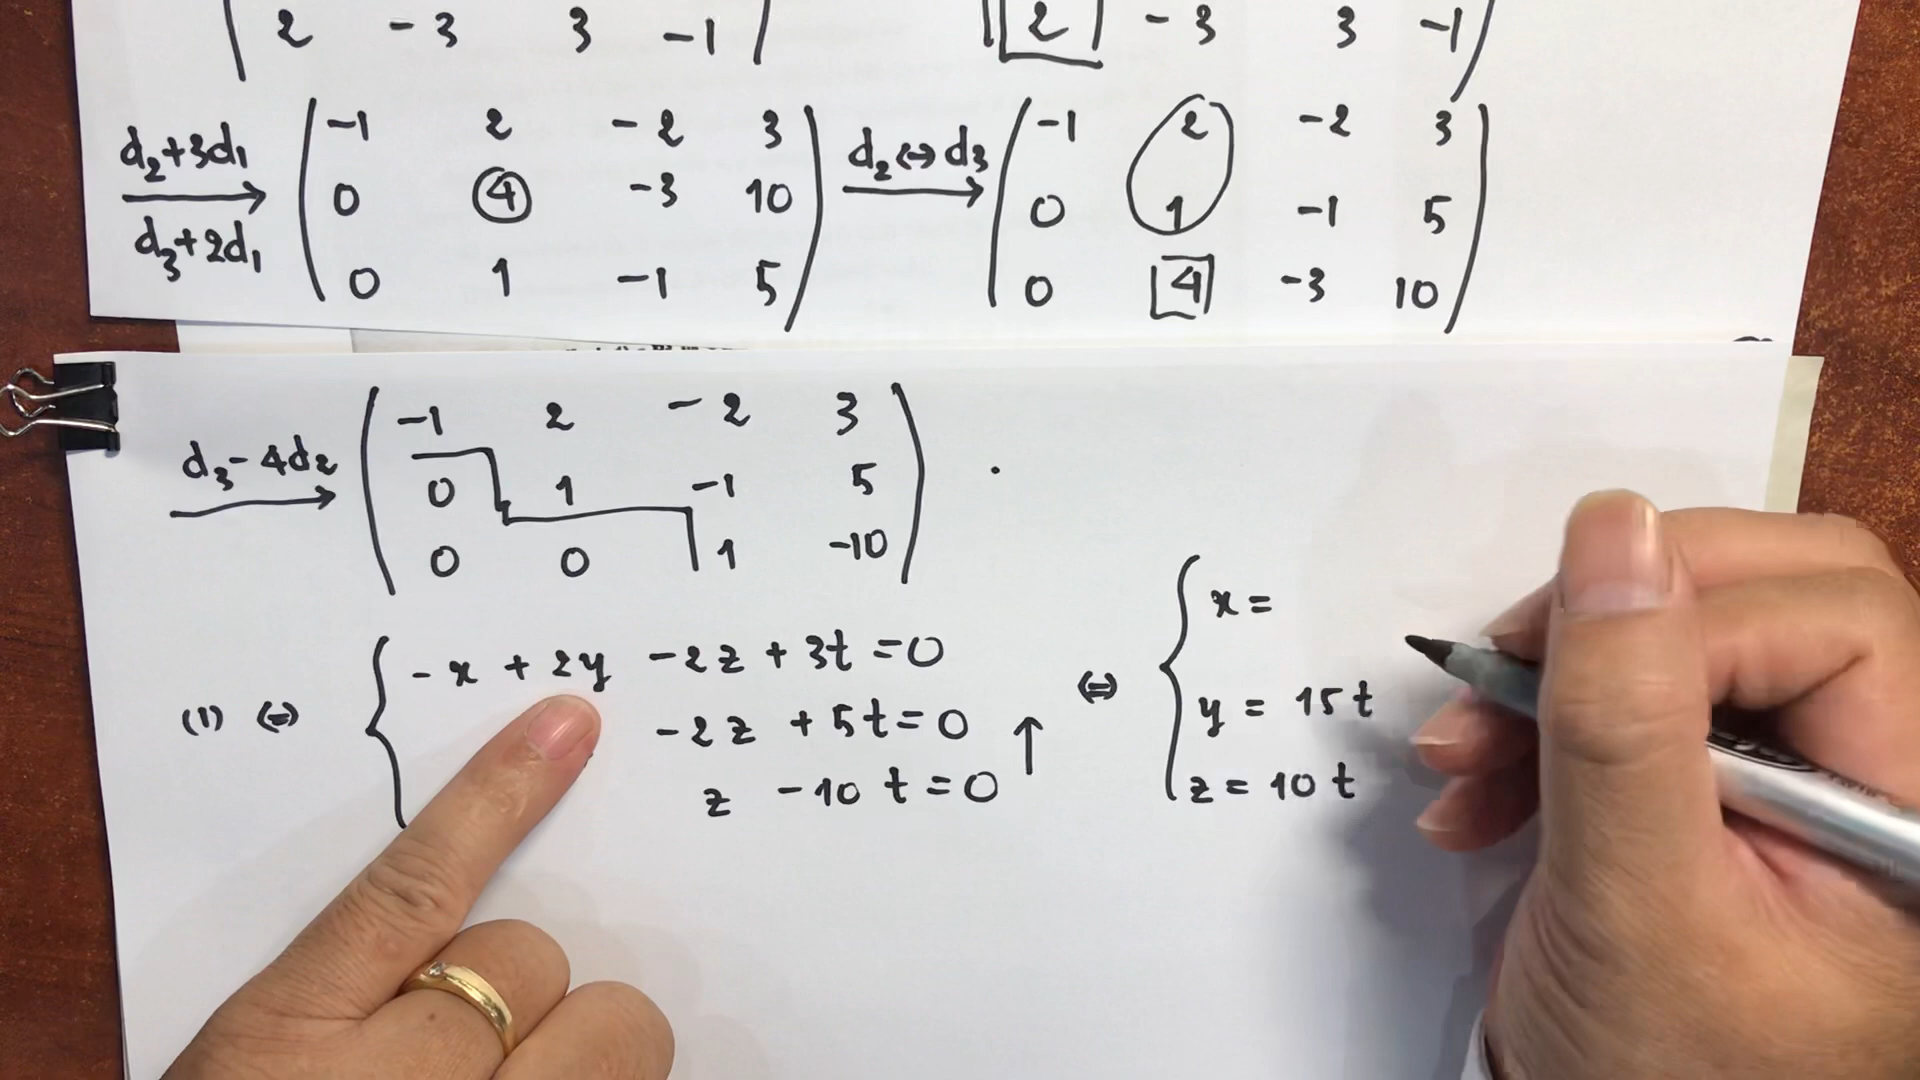 2 -3 3 -1
2 -3 3 -1
d2+3d1
d3+2d1
-1 2 -2 3
0 4 -3 10
0 1 -1 5
d2↔d3
-1 2 -2 3
0 1 -1 5
0 4 -3 10
d3-4d2
-1 2 -2 3
0 1 -1 5
0 0 1 -10
(1) ⇔
-x + 2y -2z + 3t = 0
-2z + 5t = 0
z -10t = 0
↑
⇔
x =
y = 15t
z = 10t